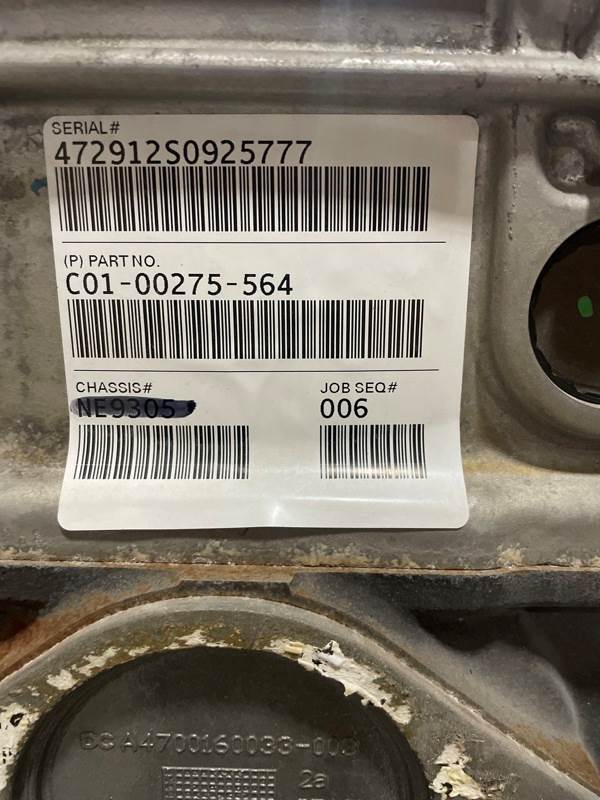 SERIAL#
472912S0925777
(P) PART NO.
C01-00275-564
CHASSIS# JOB SEQ#
NE9305 006
A4700160033-003
2a